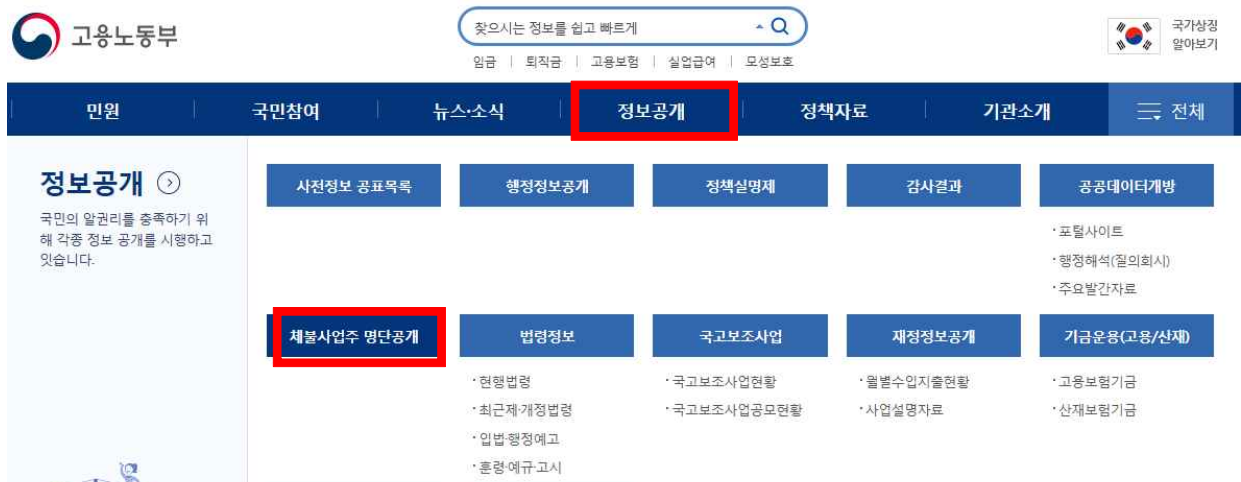 고용노동부
찾으시는 정보를 쉽고 빠르게
임금 | 퇴직금 | 고용보험 | 실업급여 | 모성보호
국가상징
알아보기
민원 국민참여 뉴스·소식 정보공개 정책자료 기관소개 전체
정보공개
국민의 알권리를 충족하기 위
해 각종 정보 공개를 시행하고
잇습니다.
사전정보 공표목록 행정정보공개 정책실명제 감사결과 공공데이터개방
·포털사이트
·행정해석(질의회시)
·주요발간자료
체불사업주 명단공개 법령정보 국고보조사업 재정정보공개 기금운용(고용/산재)
·현행법령 ·국고보조사업현황 ·월별수입지출현황 ·고용보험기금
·최근제·개정법령 ·국고보조사업공모현황 ·사업설명자료 ·산재보험기금
·입법·행정예고
·훈령·예규·고시